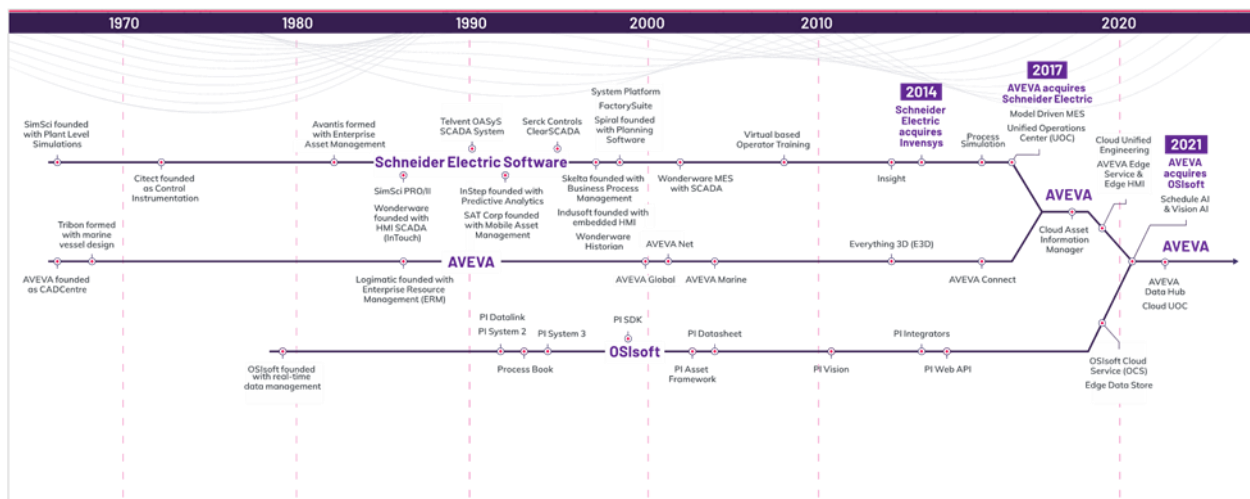 1970
1980
1990
2000
2010
2020
SimSci founded
with Plant Level
Simulations
Citect founded
as Control
Instrumentation
Avantis formed
with Enterprise
Asset Management
Telvent OASyS
SCADA System
Serck Controls
ClearSCADA
System Platform
FactorySuite
Spiral founded
with Planning
Software
Virtual based
Operator Training
2014
Schneider
Electric
acquires
Invensys
Process
Simulation
2017
AVEVA acquires
Schneider Electric
Model Driven MES
Unified Operations
Center (UOC)
Cloud Unified
Engineering
AVEVA Edge
Service &
Edge HMI
2021
AVEVA
acquires
OSIsoft
Schedule AI
& Vision AI
Schneider Electric Software
SimSci PRO/II
Wonderware
founded with
HMI SCADA
(InTouch)
InStep founded with
Predictive Analytics
SAT Corp founded
with Mobile Asset
Management
Skelta founded with
Business Process
Management
Indusoft founded with
embedded HMI
Wonderware
Historian
Wonderware MES
with SCADA
Insight
AVEVA
Cloud Asset
Information
Manager
Tribon formed
with marine
vessel design
AVEVA founded
as CADCentre
Logimatic founded with
Enterprise Resource
Management (ERM)
AVEVA
AVEVA Net
AVEVA Global
AVEVA Marine
Everything 3D (E3D)
AVEVA Connect
AVEVA
AVEVA
Data Hub
Cloud UOC
OSIsoft founded
with real-time
data management
PI Datalink
PI System 2
Process Book
PI System 3
PI SDK
OSIsoft
PI Datasheet
PI Asset
Framework
PI Vision
PI Integrators
PI Web API
OSIsoft Cloud
Service (OCS)
Edge Data Store